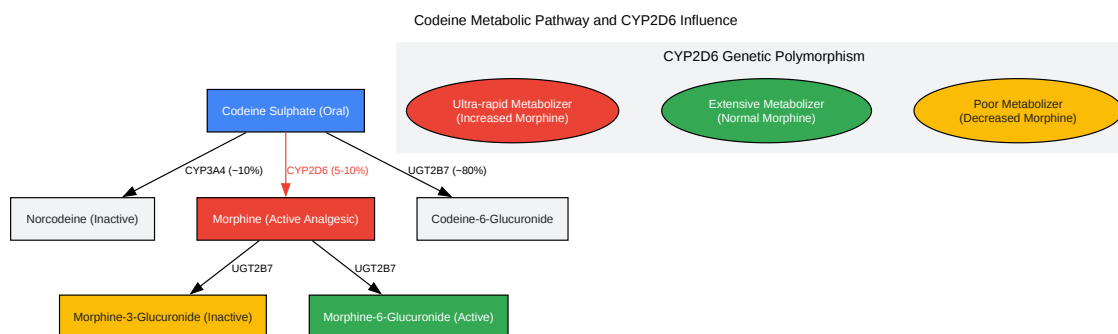 Codeine Metabolic Pathway and CYP2D6 Influence
CYP2D6 Genetic Polymorphism
Ultra-rapid Metabolizer
(Increased Morphine)
Extensive Metabolizer
(Normal Morphine)
Poor Metabolizer
(Decreased Morphine)
Codeine Sulphate (Oral)
CYP3A4 (~10%)
CYP2D6 (5-10%)
UGT2B7 (~80%)
Norcodeine (Inactive)
Morphine (Active Analgesic)
Codeine-6-Glucuronide
UGT2B7
UGT2B7
Morphine-3-Glucuronide (Inactive)
Morphine-6-Glucuronide (Active)